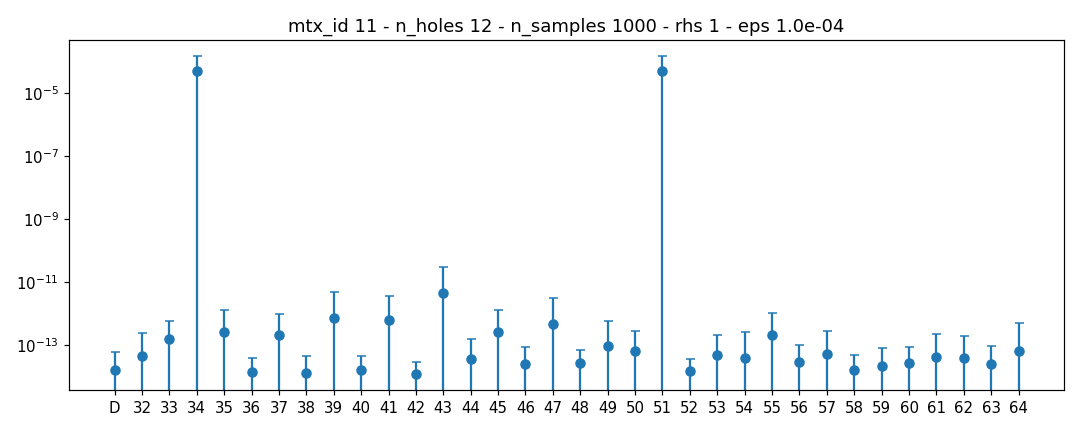 mtx_id 11 - n_holes 12 - n_samples 1000 - rhs 1 - eps 1.0e-04
10⁻⁵
10⁻⁷
10⁻⁹
10⁻¹¹
10⁻¹³
D 32 33 34 35 36 37 38 39 40 41 42 43 44 45 46 47 48 49 50 51 52 53 54 55 56 57 58 59 60 61 62 63 64